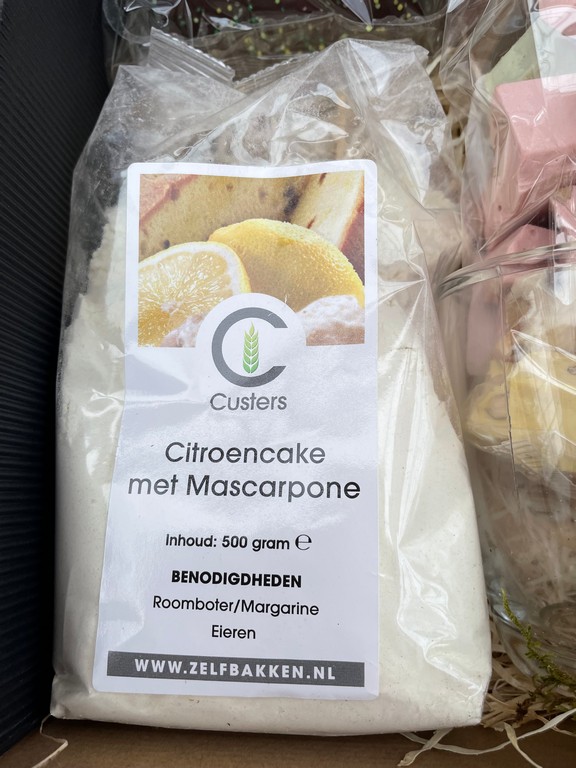 Custers
Citroencake
met Mascarpone
Inhoud: 500 gram ℮
BENODIGDHEDEN
Roomboter/Margarine
Eieren
WWW.ZELFBAKKEN.NL